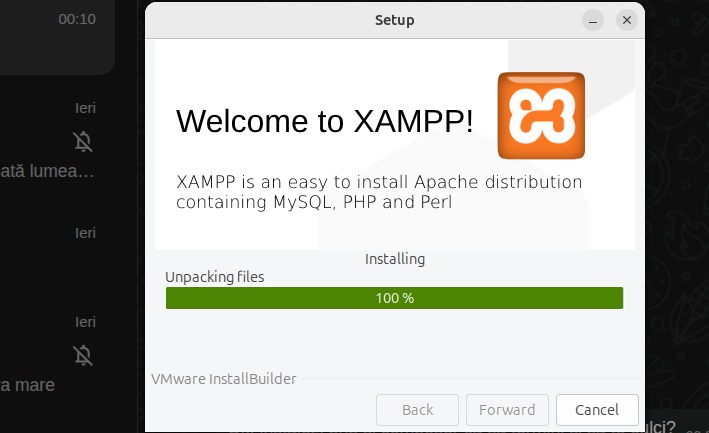 Setup
00:10
Ieri
ată lumea…
Ieri
Ieri
a mare
Welcome to XAMPP!
XAMPP is an easy to install Apache distribution
containing MySQL, PHP and Perl
Installing
Unpacking files
100 %
VMware InstallBuilder
Back
Forward
Cancel
ulci?